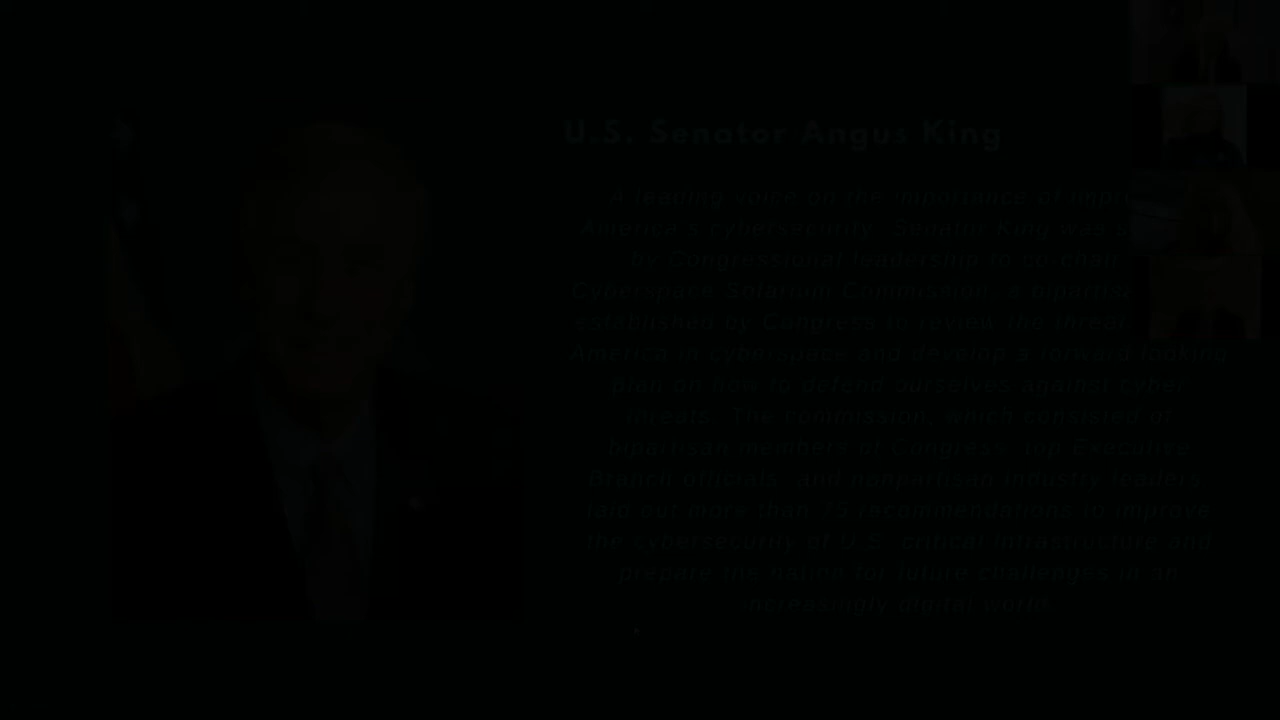 U.S. Senator Angus King
A leading voice on the importance of
America's cybersecurity, Senator King was
by Congressional leadership to co-chair
Cyberspace Solarium Commission, a
established by Congress to review the threat
America in cyberspace and develop a forward looking
plan on how to defend ourselves against cyber
threats. The commission, which consisted of
bipartisan members of Congress, top Executive
Branch officials, and nonpartisan industry leaders
laid out more than 75 recommendations to improve
the cybersecurity of U.S. critical infrastructure and
prepare the nation for future challenges in an
increasingly digital world.